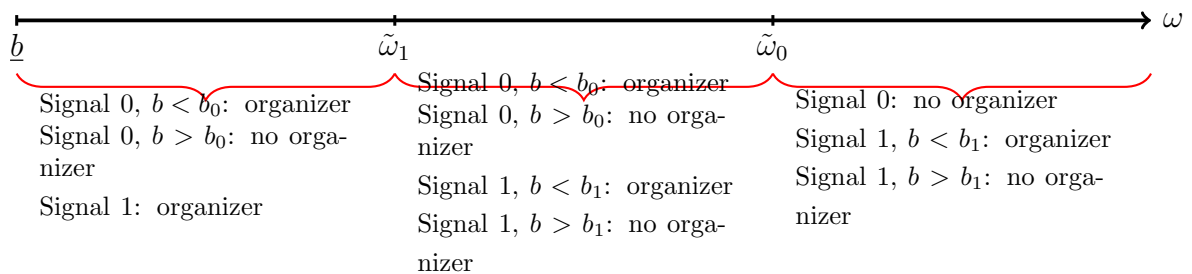 ω
b̲ ω̃₁ ω̃₀
Signal 0, b < b₀: organizer
Signal 0, b > b₀: no orga-
nizer
Signal 1: organizer
Signal 0, b < b₀: organizer
Signal 0, b > b₀: no orga-
nizer
Signal 1, b < b₁: organizer
Signal 1, b > b₁: no orga-
nizer
Signal 0: no organizer
Signal 1, b < b₁: organizer
Signal 1, b > b₁: no orga-
nizer